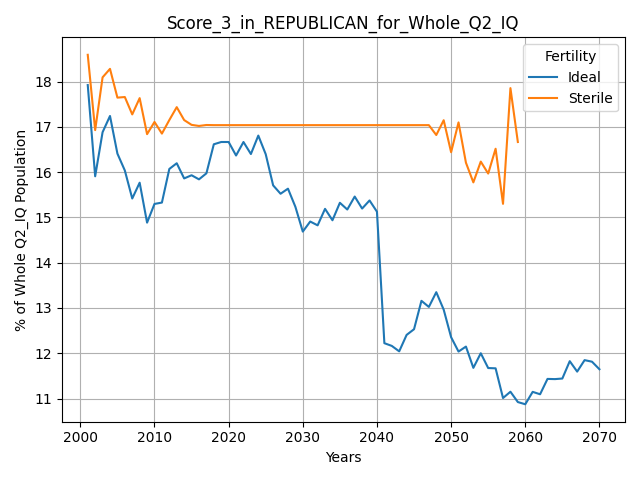 Score_3_in_REPUBLICAN_for_Whole_Q2_IQ
Fertility
Ideal
Sterile
% of Whole Q2_IQ Population
18
17
16
15
14
13
12
11
2000
2010
2020
2030
2040
2050
2060
2070
Years